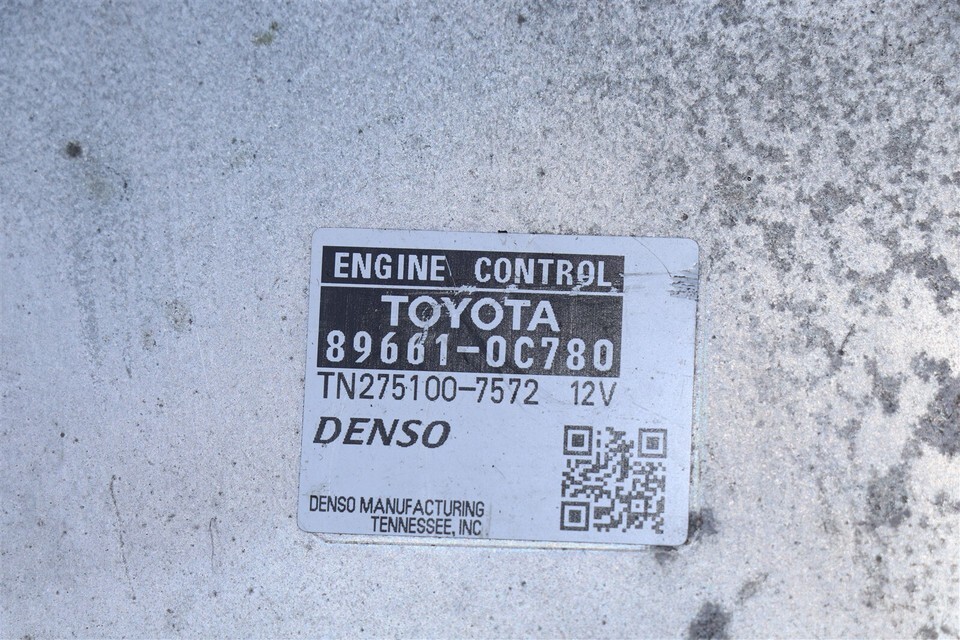 ENGINE CONTROL
TOYOTA
89661-0C780
TN275100-7572 12V
DENSO
DENSO MANUFACTURING
TENNESSEE, INC